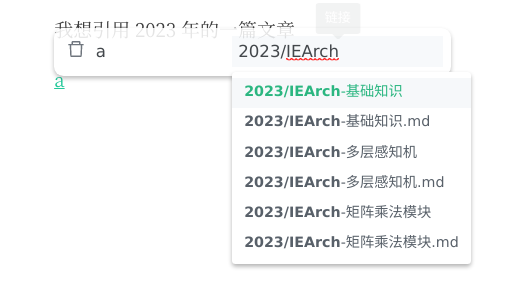 链接
我想引用 2023 年的一篇文章
a
2023/IEArch
a
2023/IEArch-基础知识
2023/IEArch-基础知识.md
2023/IEArch-多层感知机
2023/IEArch-多层感知机.md
2023/IEArch-矩阵乘法模块
2023/IEArch-矩阵乘法模块.md